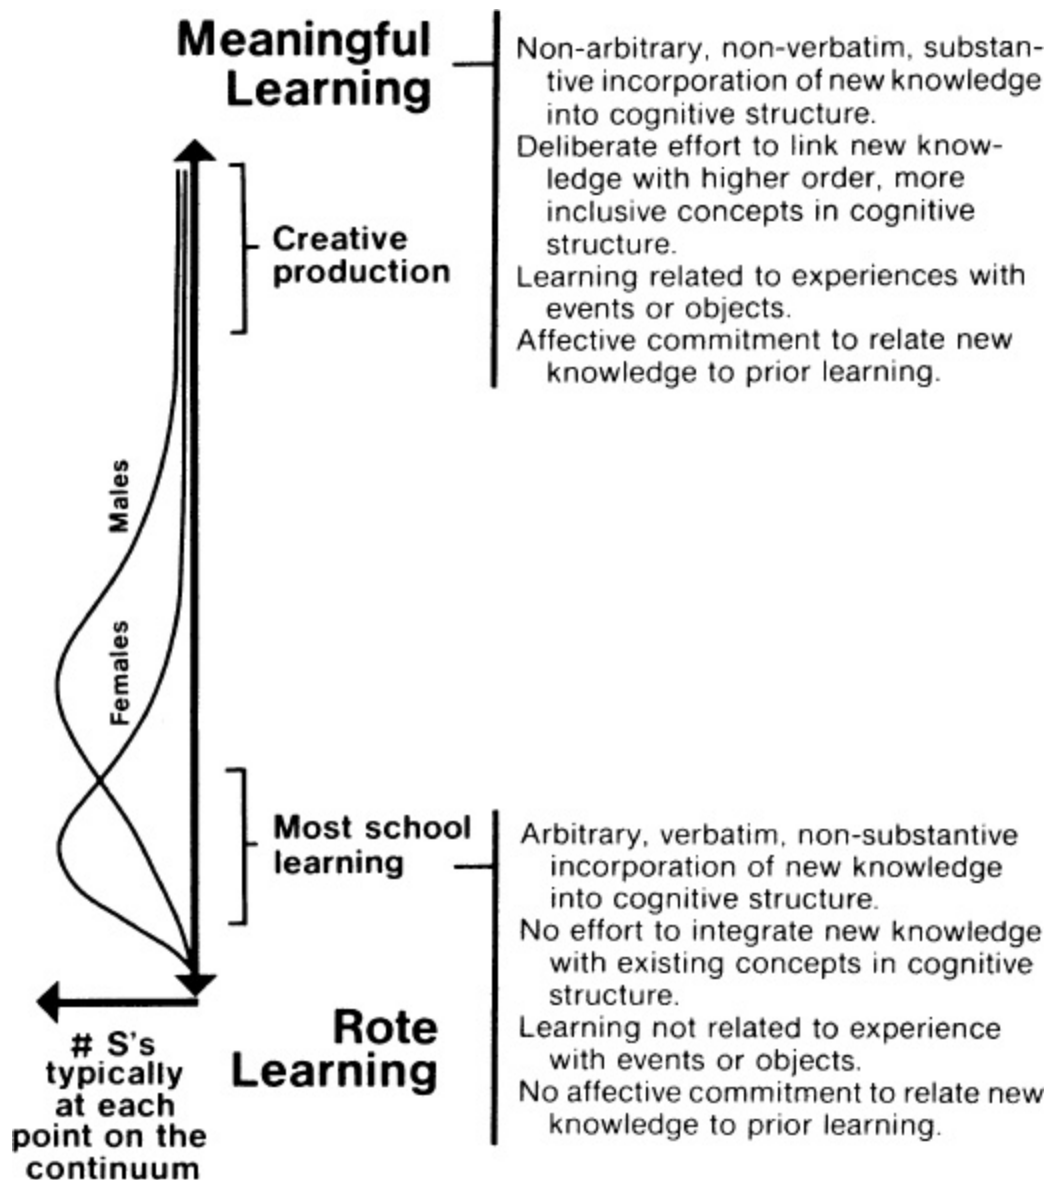 Meaningful
Learning
Non-arbitrary, non-verbatim, substan-
tive incorporation of new knowledge
into cognitive structure.
Deliberate effort to link new know-
ledge with higher order, more
inclusive concepts in cognitive
structure.
Learning related to experiences with
events or objects.
Affective commitment to relate new
knowledge to prior learning.
Creative
production
Males
Females
Most school
learning
Arbitrary, verbatim, non-substantive
incorporation of new knowledge
into cognitive structure.
No effort to integrate new knowledge
with existing concepts in cognitive
structure.
Learning not related to experience
with events or objects.
No affective commitment to relate new
knowledge to prior learning.
Rote
Learning
# S's
typically
at each
point on the
continuum